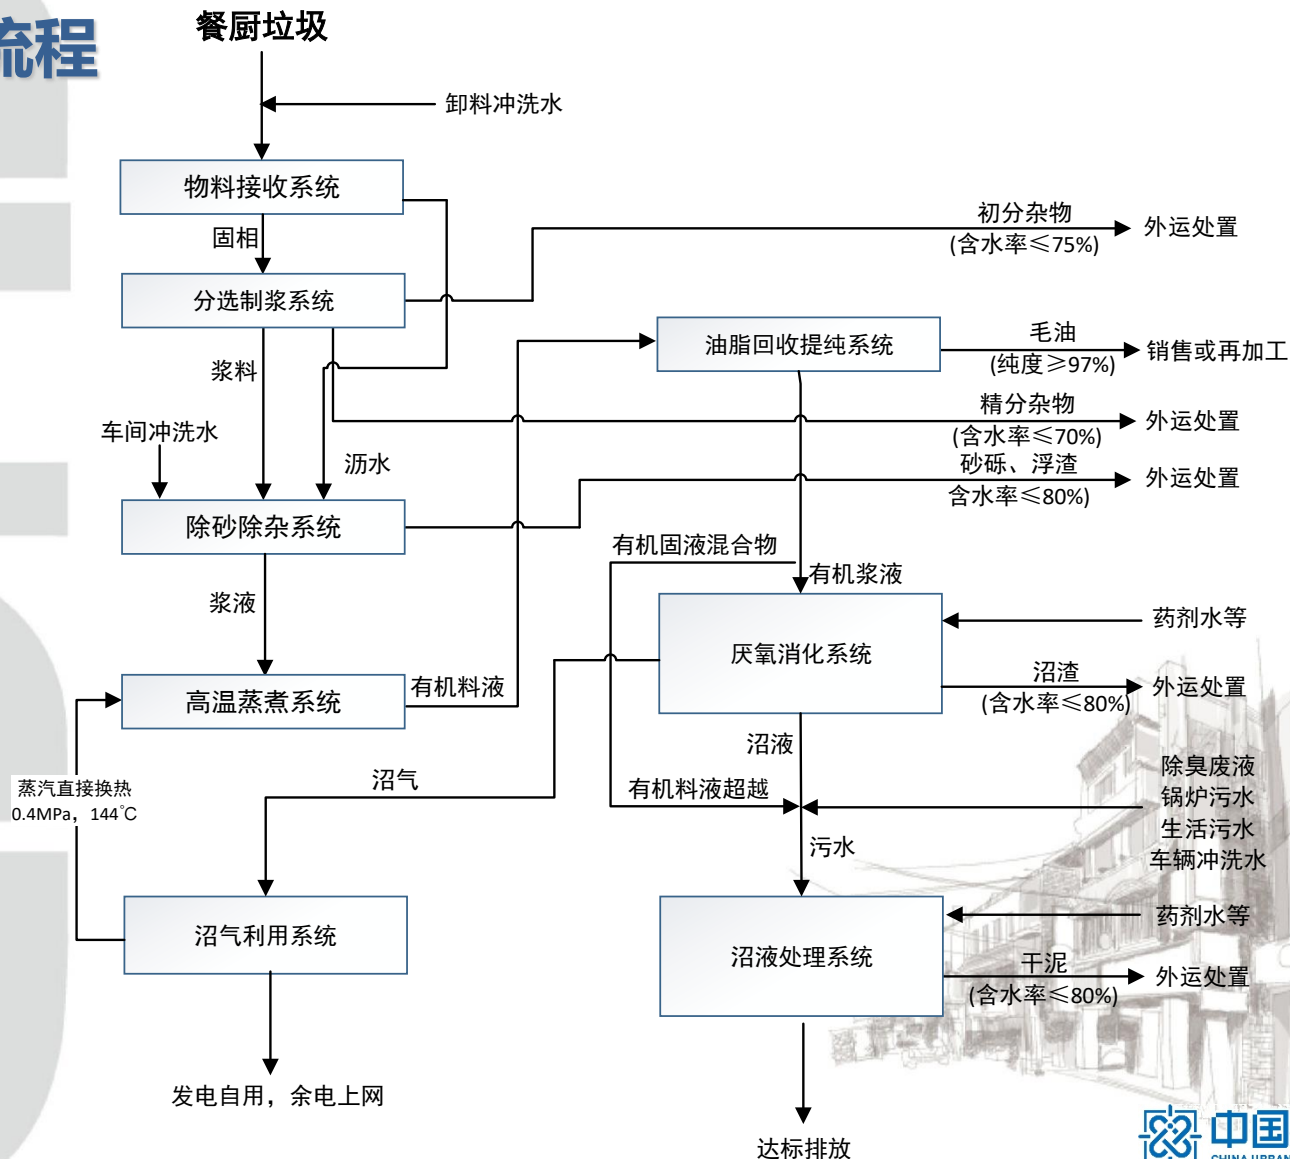 流程
餐厨垃圾
卸料冲洗水
物料接收系统
固相
初分杂物
(含水率≤75%)
外运处置
分选制浆系统
油脂回收提纯系统
毛油
(纯度≥97%)
销售或再加工
浆料
精分杂物
(含水率≤70%)
外运处置
车间冲洗水
沥水
砂砾、浮渣
含水率≤80%)
外运处置
除砂除杂系统
有机固液混合物
有机浆液
浆液
厌氧消化系统
药剂水等
沼渣
(含水率≤80%)
外运处置
高温蒸煮系统
有机料液
沼液
蒸汽直接换热
0.4MPa，144℃
沼气
有机料液超越
除臭废液
锅炉污水
生活污水
车辆冲洗水
污水
沼气利用系统
沼液处理系统
药剂水等
干泥
(含水率≤80%)
外运处置
发电自用，余电上网
达标排放
中国
CHINA URBAN